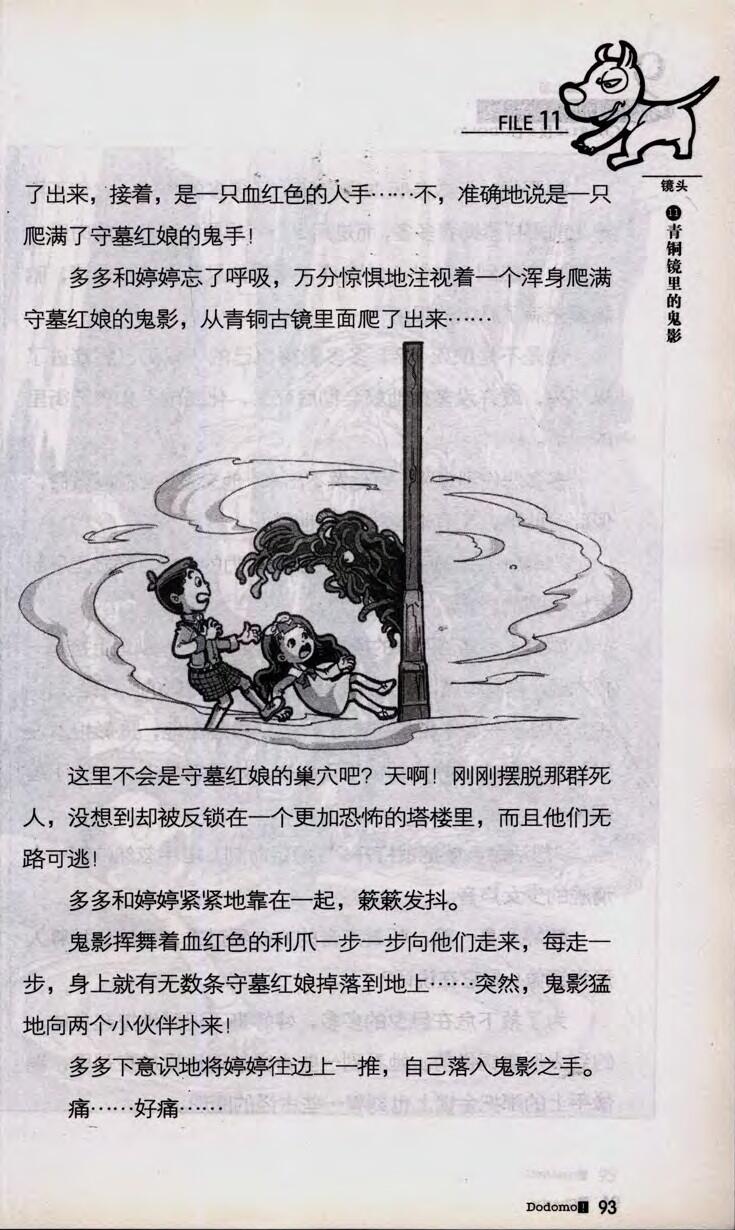 FILE 11
镜头
⑪青铜镜里的鬼影
了出来，接着，是一只血红色的人手……不，准确地说是一只
爬满了守墓红娘的鬼手！
多多和婷婷忘了呼吸，万分惊惧地注视着一个浑身爬满
守墓红娘的鬼影，从青铜古镜里面爬了出来……
这里不会是守墓红娘的巢穴吧？天啊！刚刚摆脱那群死
人，没想到却被反锁在一个更加恐怖的塔楼里，而且他们无
路可逃！
多多和婷婷紧紧地靠在一起，簌簌发抖。
鬼影挥舞着血红色的利爪一步一步向他们走来，每走一
步，身上就有无数条守墓红娘掉落到地上……突然，鬼影猛
地向两个小伙伴扑来！
多多下意识地将婷婷往边上一推，自己落入鬼影之手。
痛……好痛……
Dodomo! 93